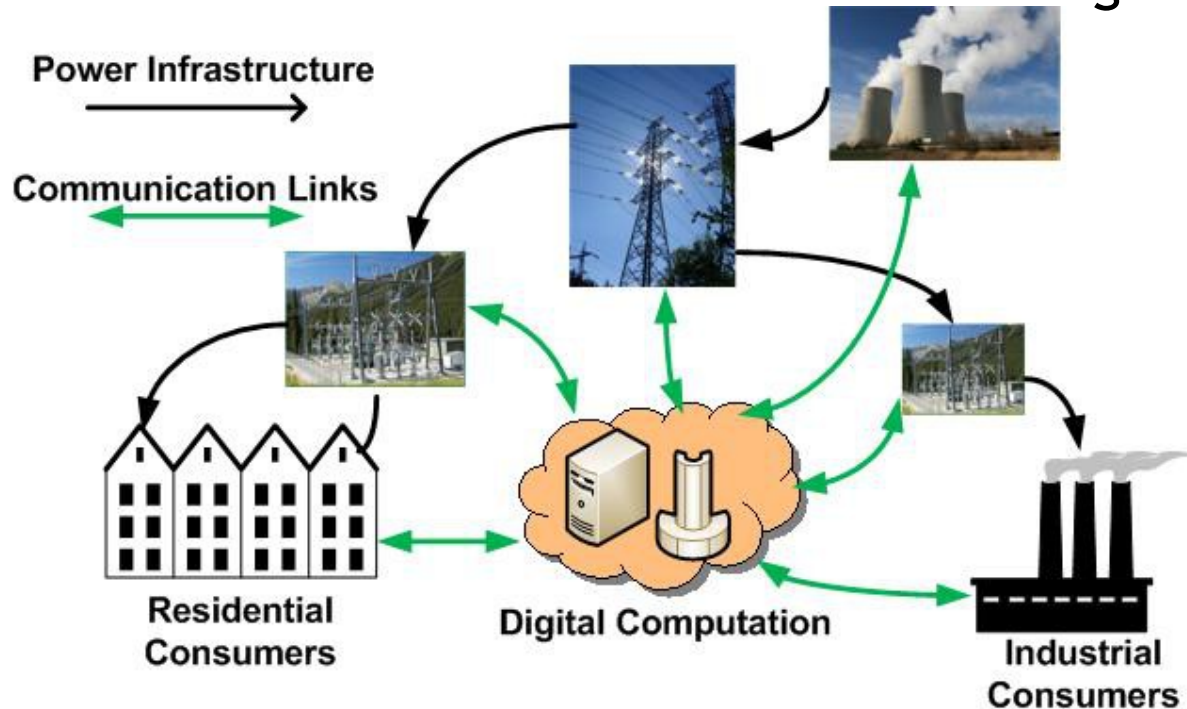 Power Infrastructure
Communication Links
Residential
Consumers
Digital Computation
Industrial
Consumers